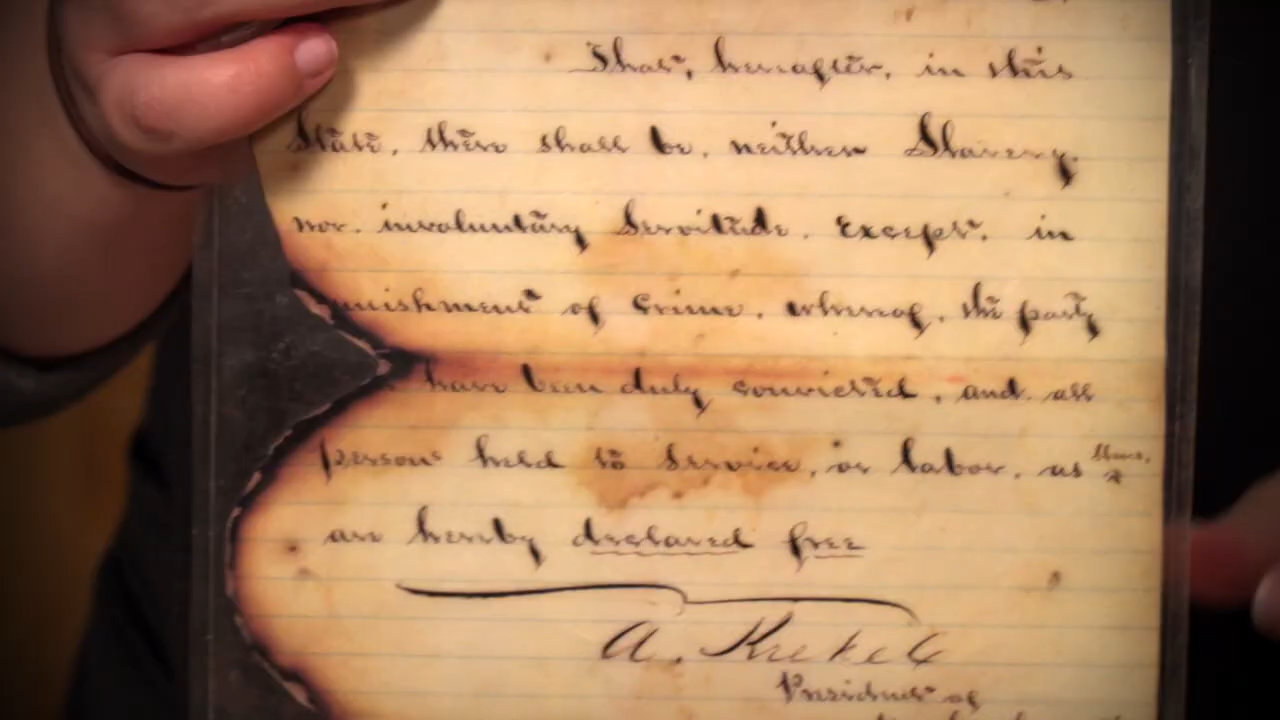 That, hereafter, in this
State, there shall be, neither Slavery,
nor, involuntary Servitude, Except, in
punishment of Crime, whereof, the party
have been duly convicted, and all
persons held to Service, or labor, as Slaves,
are hereby declared free
A. Krekel
President of